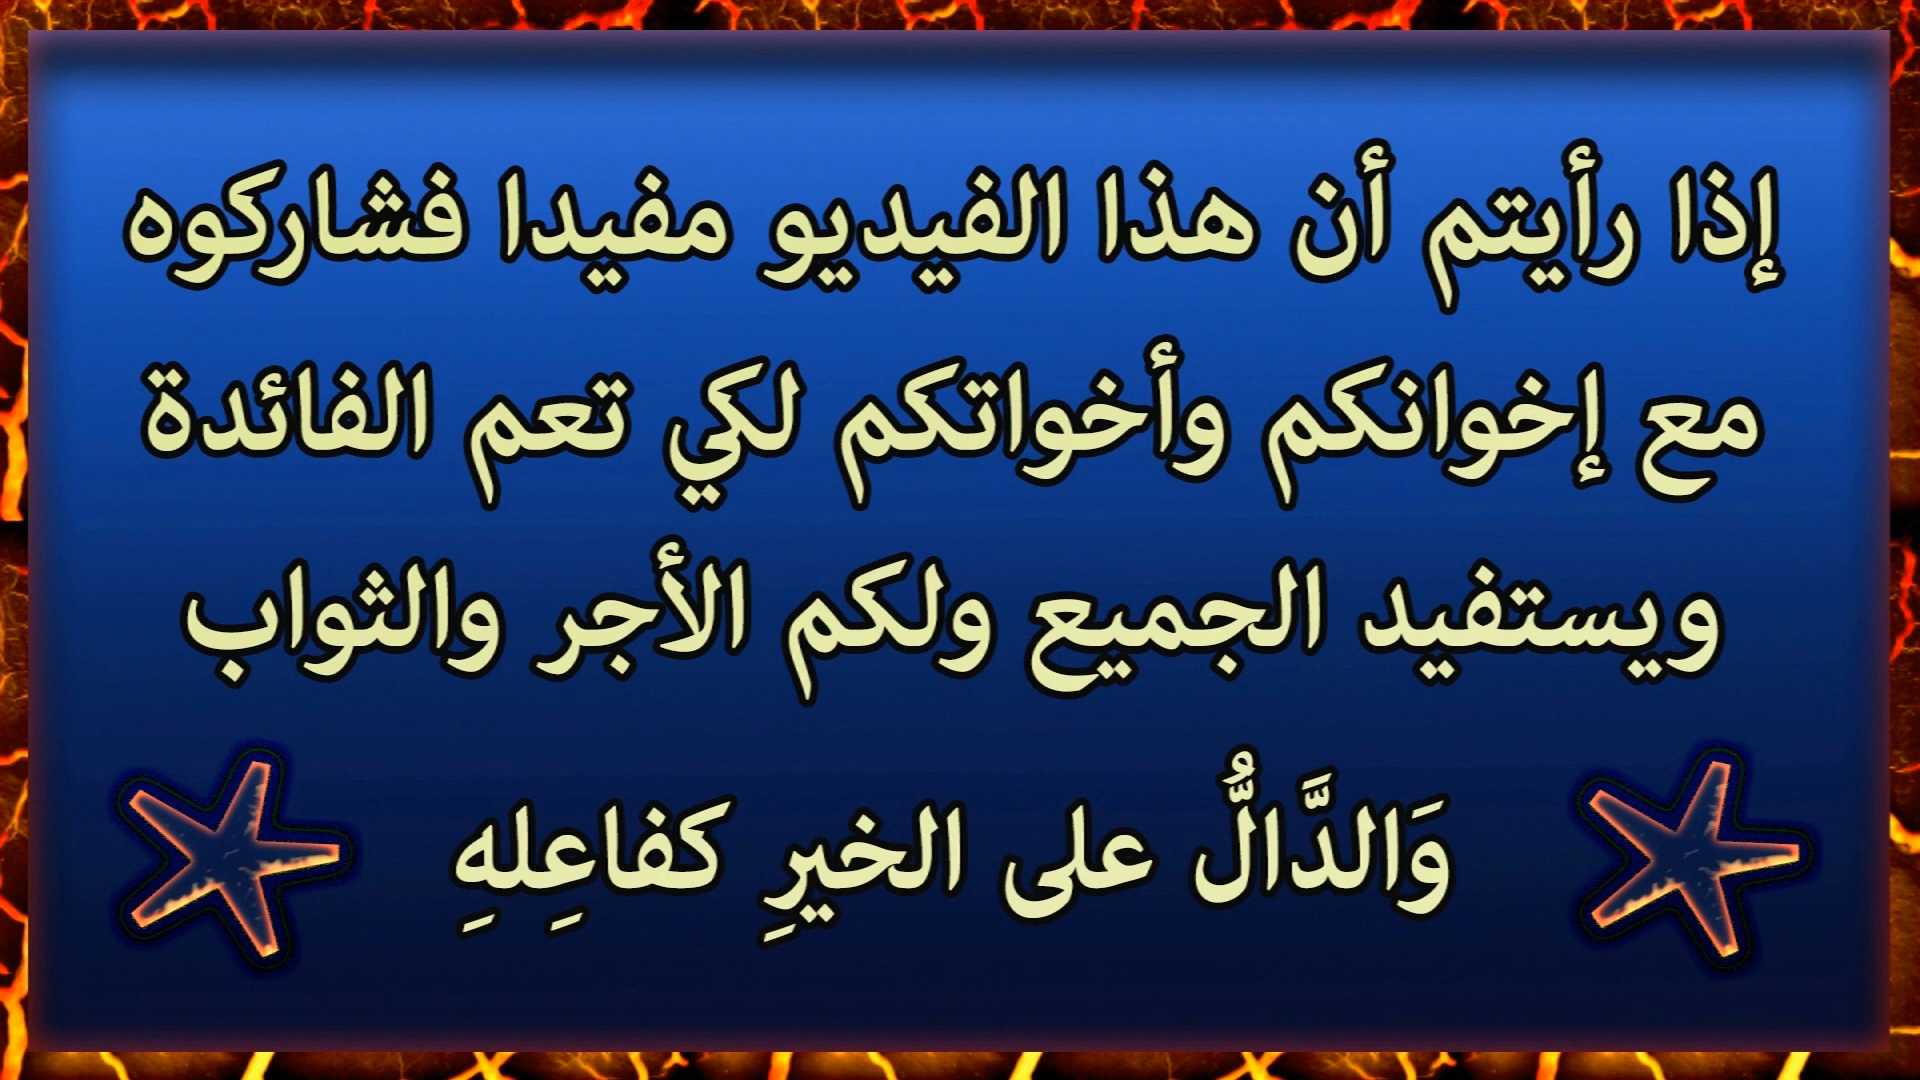 إذا رأيتم أن هذا الفيديو مفيدا فشاركوه
مع إخوانكم وأخواتكم لكي تعم الفائدة
ويستفيد الجميع ولكم الأجر والثواب
وَالدَّالُّ على الخيرِ كفاعِلهِ